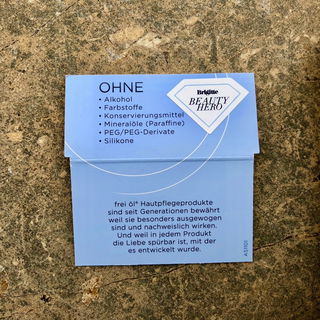 OHNE
• Alkohol
• Farbstoffe
• Konservierungsmittel
• Mineralöle (Paraffine)
• PEG/PEG-Derivate
• Silikone
Brigitte
BEAUTY
HERO
frei öl® Hautpflegeprodukte
sind seit Generationen bewährt
weil sie besonders ausgewogen
sind und nachweislich wirken.
Und weil in jedem Produkt
die Liebe spürbar ist, mit der
es entwickelt wurde.